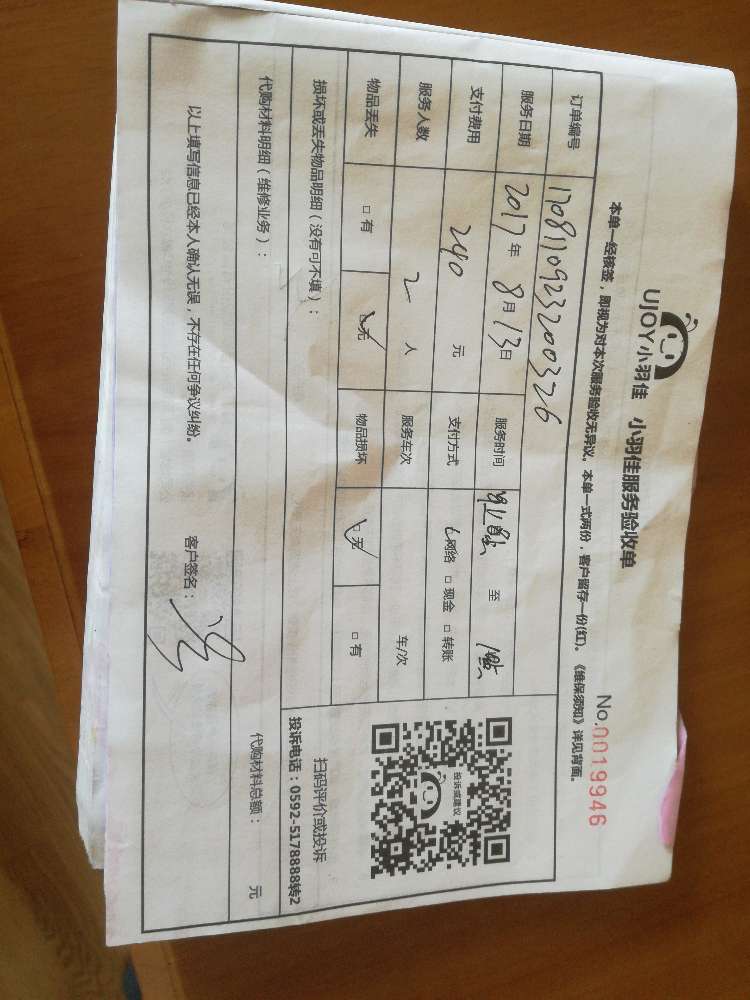 UJOY小羽佳 小羽佳服务验收单
No.0019946
本单一经核签，即视为对本次服务验收无异议。本单一式两份，客户留存一份(红)。《维保须知》详见背面。
订单编号 1708110923200326
服务日期 2017年8月13日 服务时间 至
支付费用 240元 支付方式 网络 □现金 □转账
服务人数 2人 服务车次 车/次
物品丢失 □有 无 物品损坏 无 □有
损坏或丢失物品明细（没有可不填）：
投诉或建议
扫码评价或投诉
投诉电话：0592-5178888转2
代购材料明细（维修业务）： 代购材料总额： 元
以上填写信息已经本人确认无误，不存在任何争议纠纷。 客户签名：